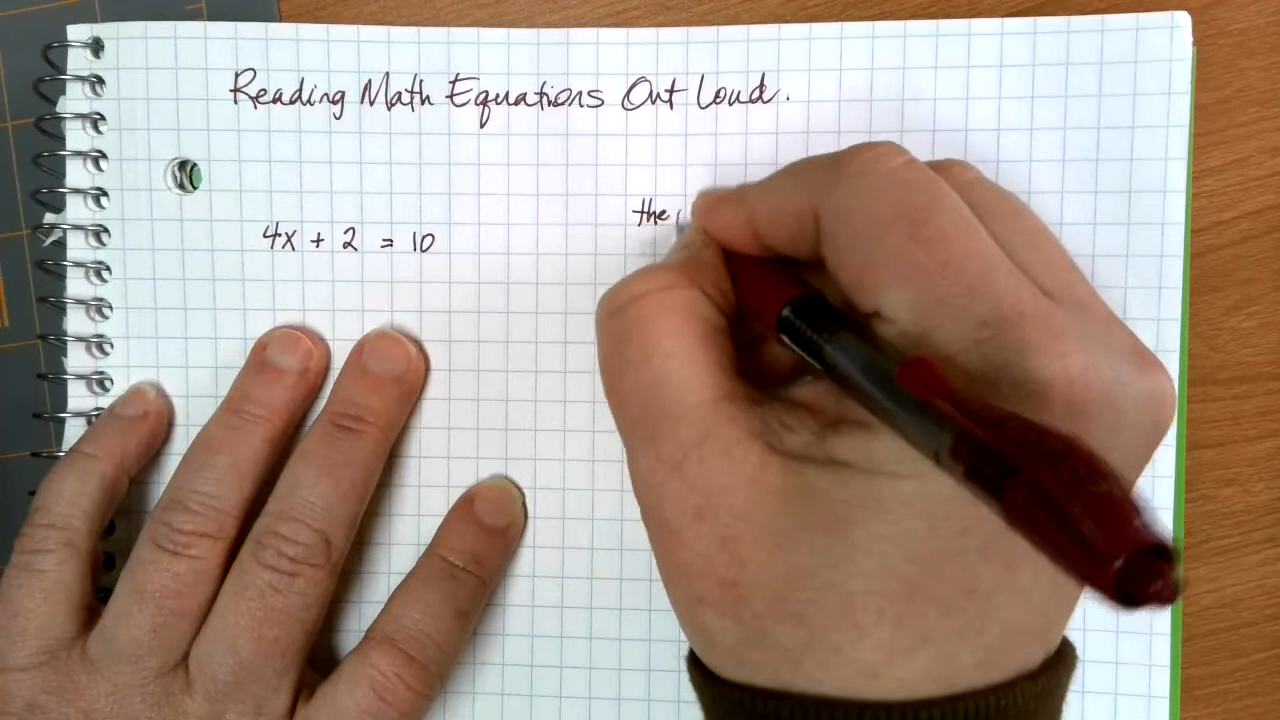 Reading Math Equations Out Loud.
the
4x + 2 = 10